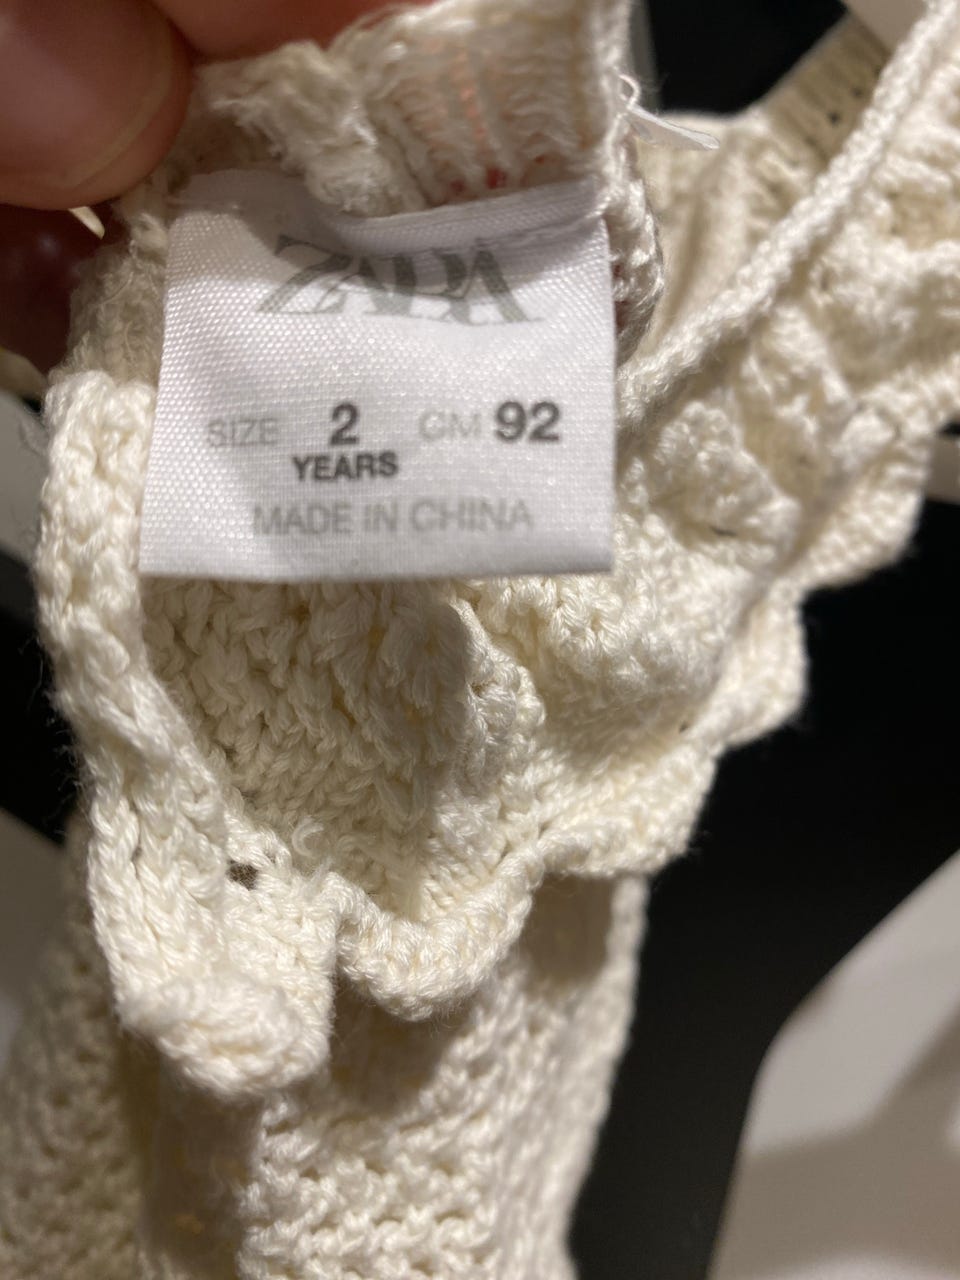 ZARA
SIZE 2 CM 92
YEARS
MADE IN CHINA